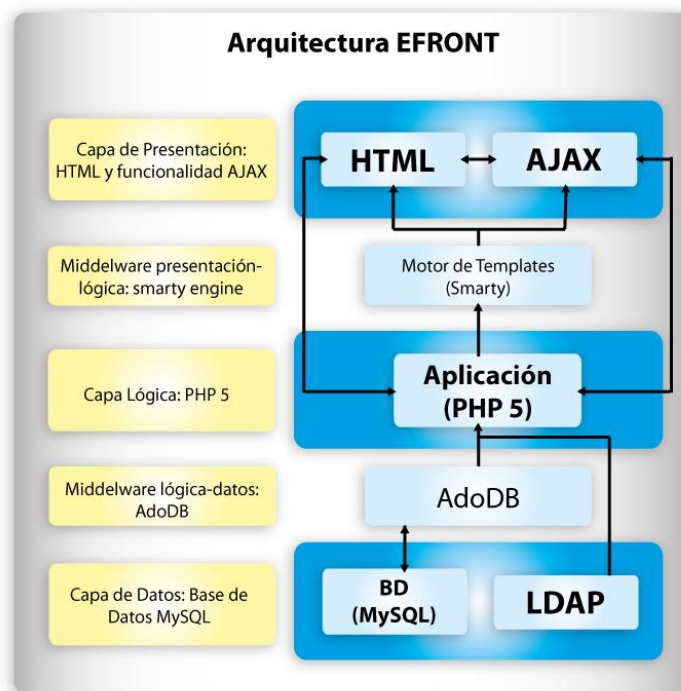 Arquitectura EFRONT
Capa de Presentación:
HTML y funcionalidad AJAX
HTML
AJAX
Middelware presentación-
lógica: smarty engine
Motor de Templates
(Smarty)
Capa Lógica: PHP 5
Aplicación
(PHP 5)
Middelware lógica-datos:
AdoDB
AdoDB
Capa de Datos: Base de
Datos MySQL
BD
(MySQL)
LDAP